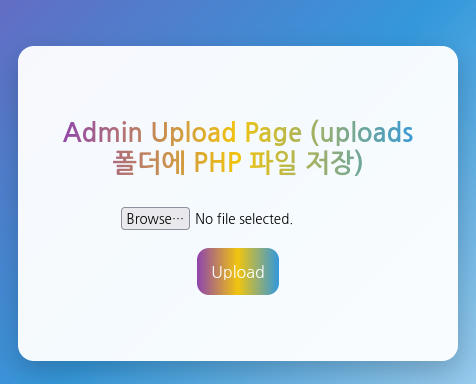 Admin Upload Page (uploads
폴더에 PHP 파일 저장)
Browse… No file selected.
Upload